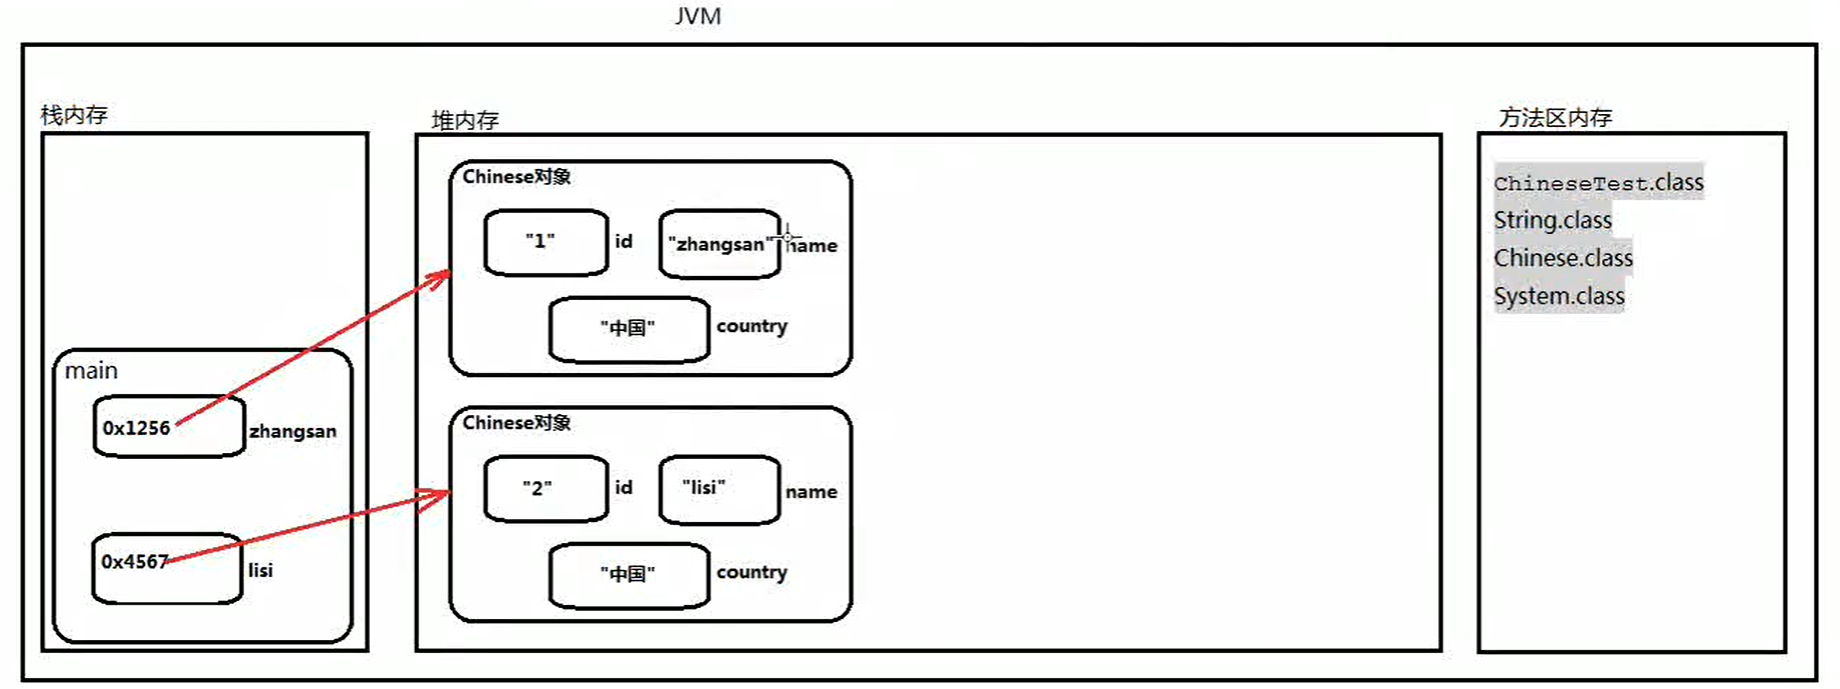 JVM
栈内存
堆内存
方法区内存
Chinese对象
"1" id "zhangsan" name
"中国" country
Chinese对象
"2" id "lisi" name
"中国" country
main
0x1256 zhangsan
0x4567 lisi
ChineseTest.class
String.class
Chinese.class
System.class